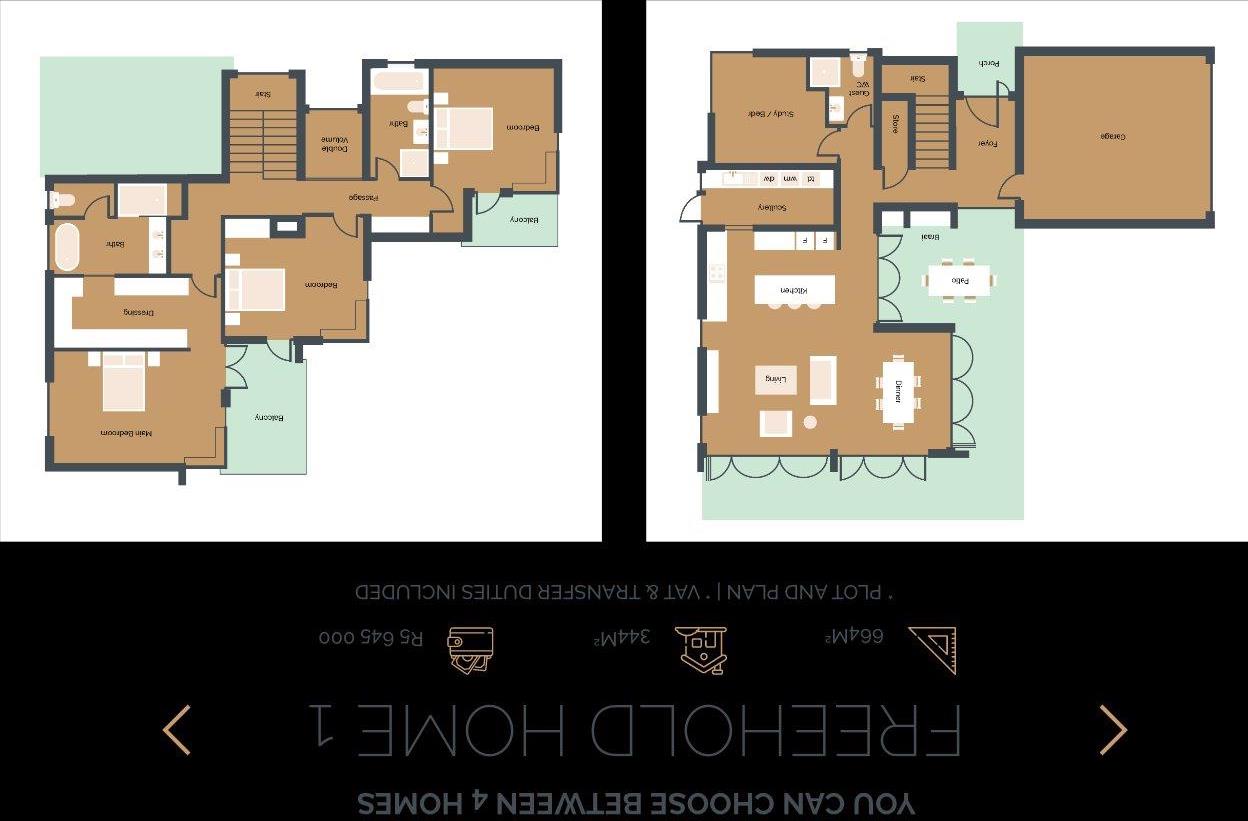 YOU CAN CHOOSE BETWEEN 4 HOMES
FREEHOLD HOME 1
664M²
344M²
R5 645 000
* PLOT AND PLAN | * VAT & TRANSFER DUTIES INCLUDED
Dinner
Living
Kitchen
Patio
F
F
Braai
Scullery
td
wm
dw
Foyer
Garage
Store
Study / Bedr
Guest
WC
Stair
Porch
Main Bedroom
Balcony
Dressing
Bedroom
Bath
Balcony
Passage
Double
Volume
Bath
Bedroom
Stair